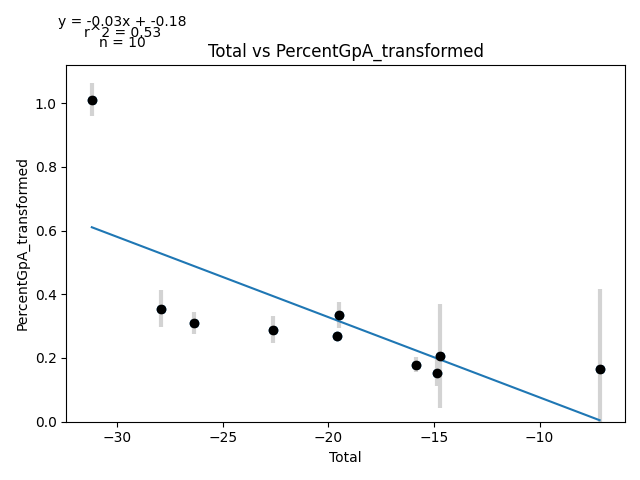 y = -0.03x + -0.18
r^2 = 0.53
n = 10
Total vs PercentGpA_transformed
PercentGpA_transformed
1.0
0.8
0.6
0.4
0.2
0.0
−30
−25
−20
−15
−10
Total